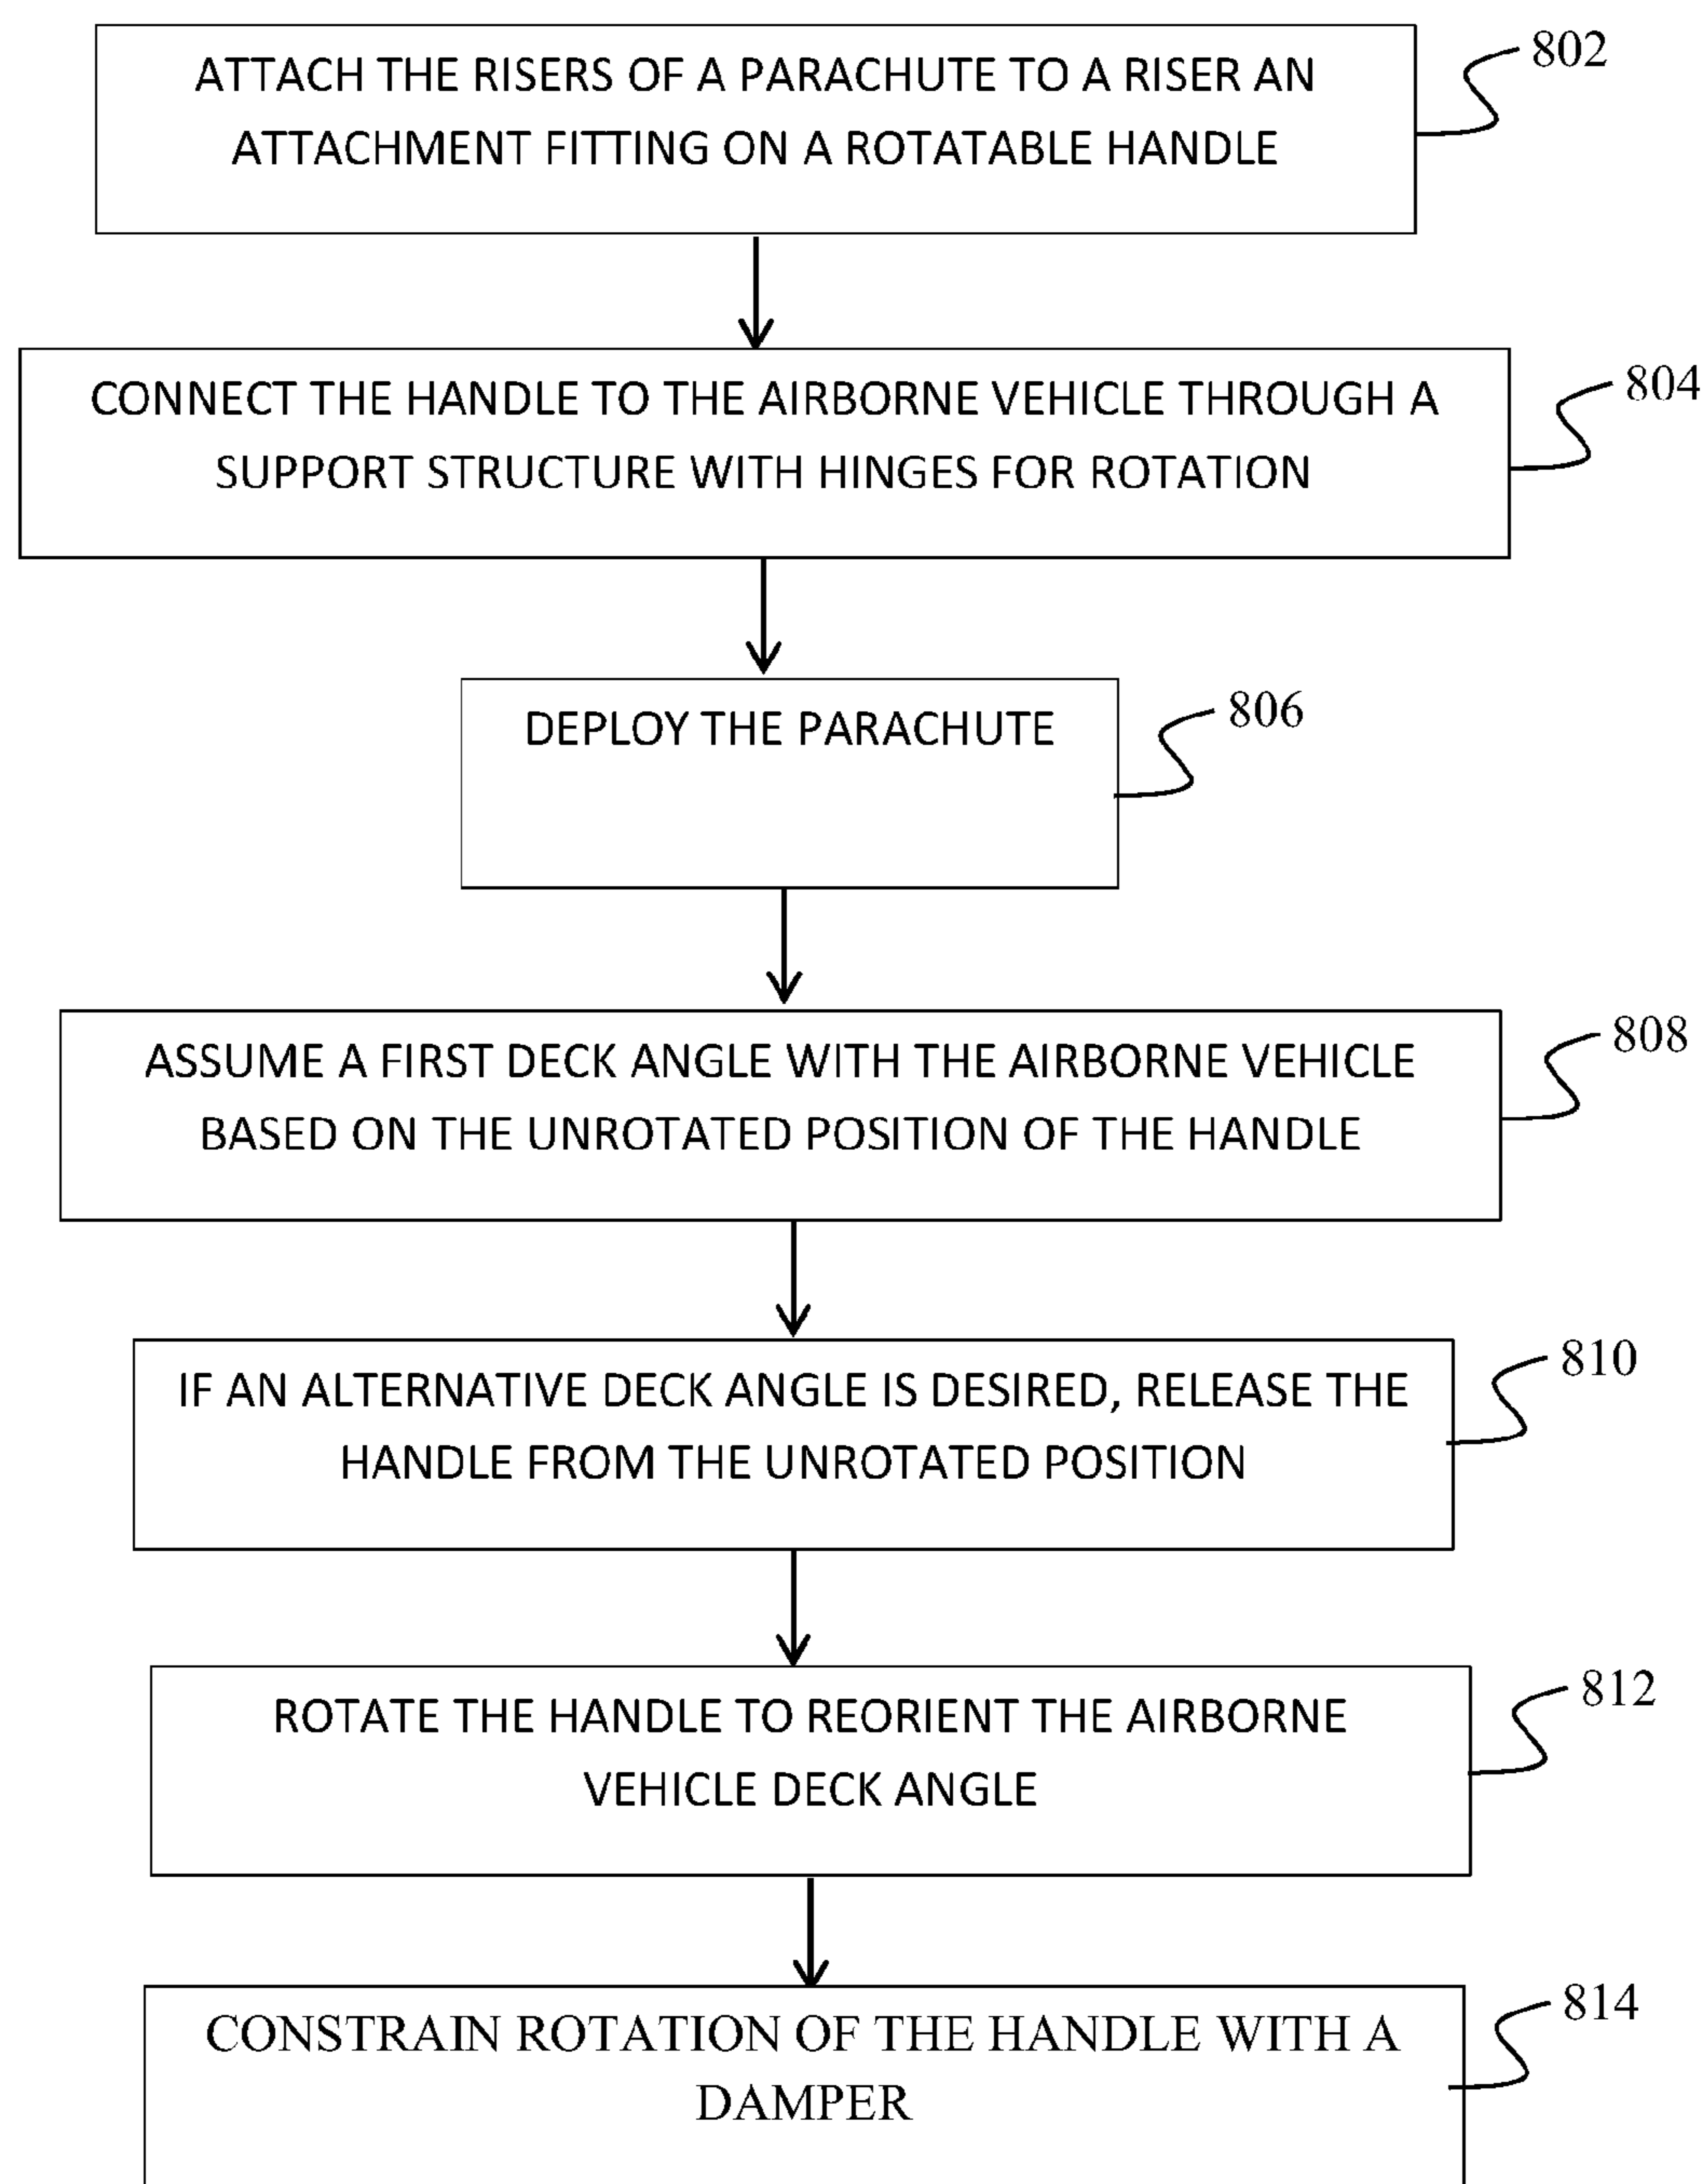 ATTACH THE RISERS OF A PARACHUTE TO A RISER AN
ATTACHMENT FITTING ON A ROTATABLE HANDLE
802
CONNECT THE HANDLE TO THE AIRBORNE VEHICLE THROUGH A
SUPPORT STRUCTURE WITH HINGES FOR ROTATION
804
DEPLOY THE PARACHUTE
806
ASSUME A FIRST DECK ANGLE WITH THE AIRBORNE VEHICLE
BASED ON THE UNROTATED POSITION OF THE HANDLE
808
IF AN ALTERNATIVE DECK ANGLE IS DESIRED, RELEASE THE
HANDLE FROM THE UNROTATED POSITION
810
ROTATE THE HANDLE TO REORIENT THE AIRBORNE
VEHICLE DECK ANGLE
812
CONSTRAIN ROTATION OF THE HANDLE WITH A
DAMPER
814